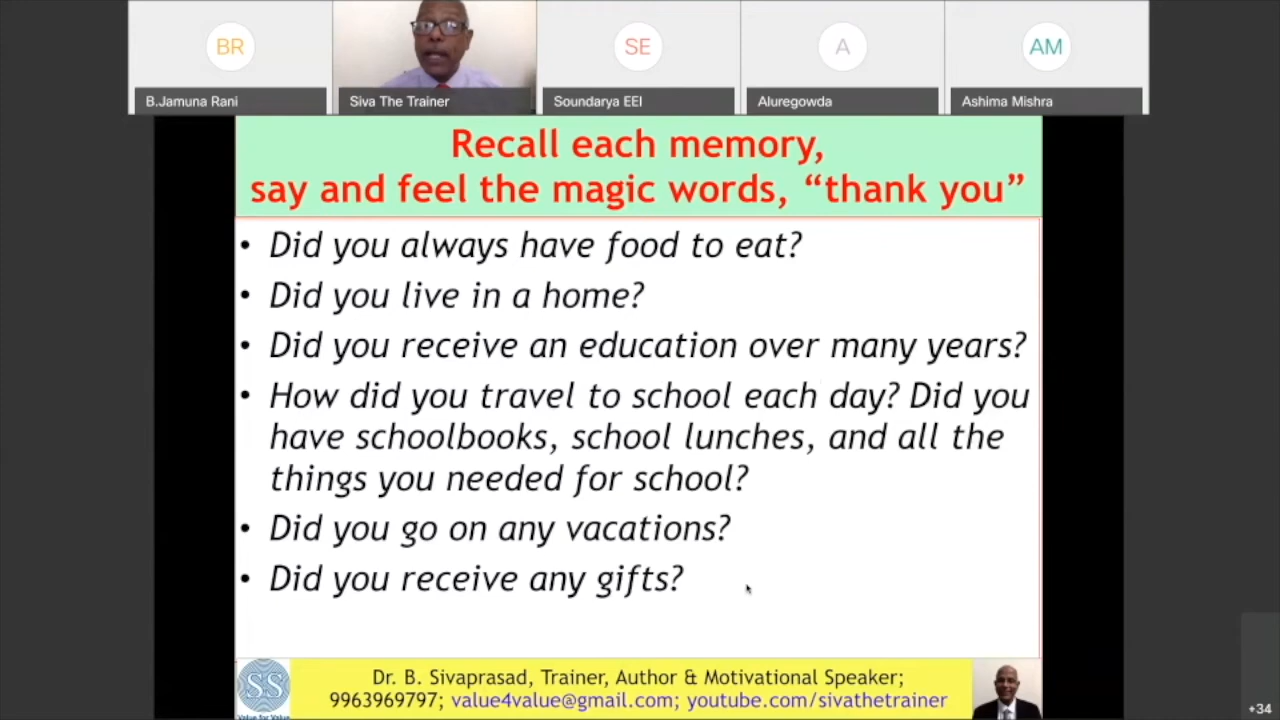 BR
SE
A
AM
B.Jamuna Rani
Siva The Trainer
Soundarya EEI
Aluregowda
Ashima Mishra
Recall each memory,
say and feel the magic words, “thank you”
• Did you always have food to eat?
• Did you live in a home?
• Did you receive an education over many years?
• How did you travel to school each day? Did you
have schoolbooks, school lunches, and all the
things you needed for school?
• Did you go on any vacations?
• Did you receive any gifts?
SS
Value for Value
Dr. B. Sivaprasad, Trainer, Author & Motivational Speaker;
9963969797; value4value@gmail.com; youtube.com/sivathetrainer
+34